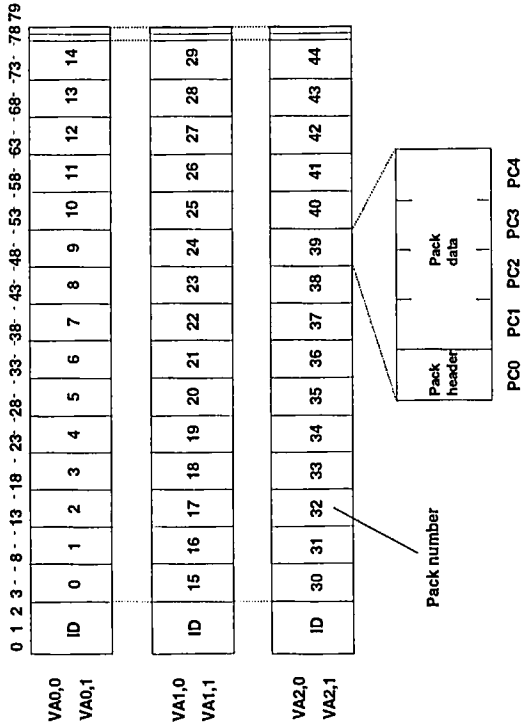 0 1 2 3 - - 8 - - 13 - - 18 - - 23 - - 28- -33- -38- - 43 - -48- - 53 - -58- -63 - - 68 - -73- -78 79
VA0,0
VA0,1
ID 0 1 2 3 4 5 6 7 8 9 10 11 12 13 14
VA1,0
VA1,1
ID 15 16 17 18 19 20 21 22 23 24 25 26 27 28 29
VA2,0
VA2,1
ID 30 31 32 33 34 35 36 37 38 39 40 41 42 43 44
Pack number
Pack
header
Pack
data
PC0 PC1 PC2 PC3 PC4